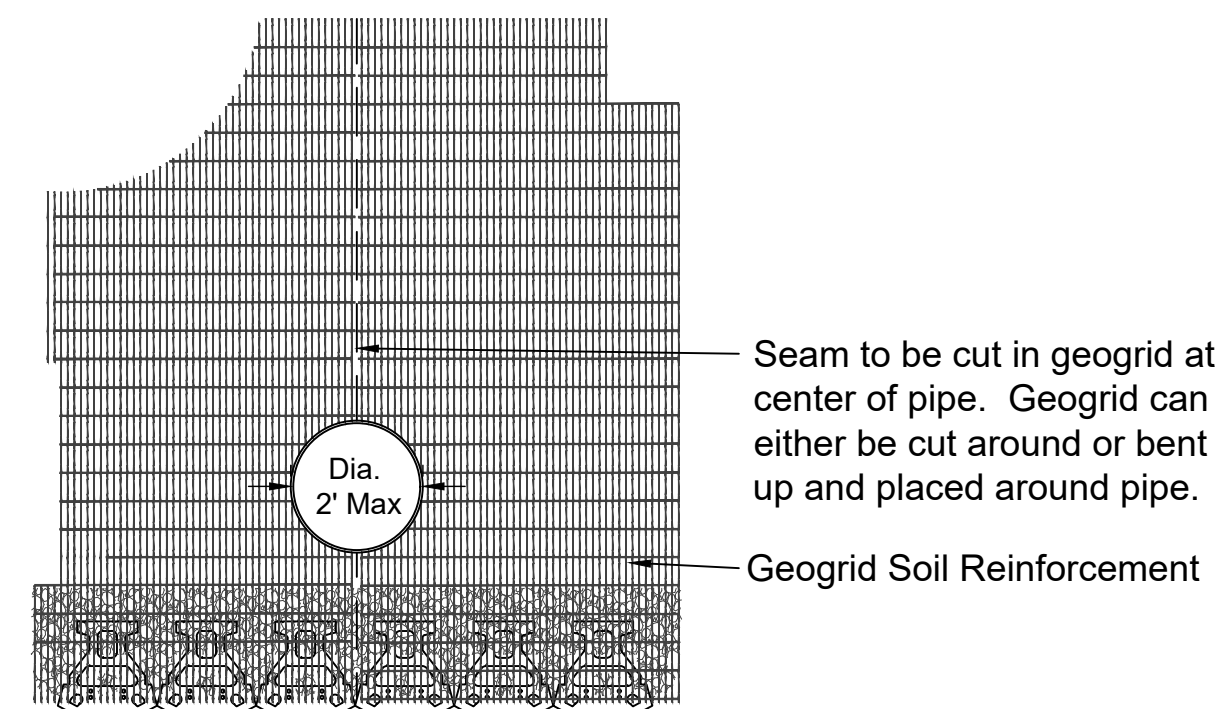 Seam to be cut in geogrid at
center of pipe.  Geogrid can
either be cut around or bent
up and placed around pipe.
Dia.
2' Max
Geogrid Soil Reinforcement